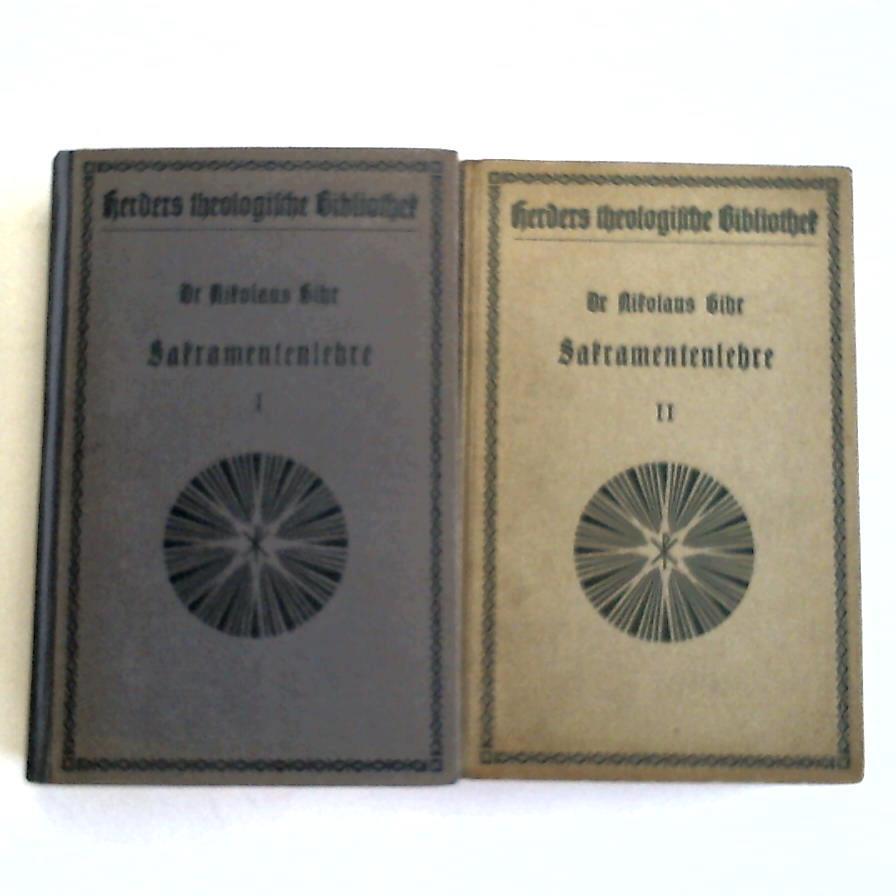 Herders theologische Bibliothek
Dr Nikolaus Gihr
Sakramentenlehre
I
Herders theologische Bibliothek
Dr Nikolaus Gihr
Sakramentenlehre
II